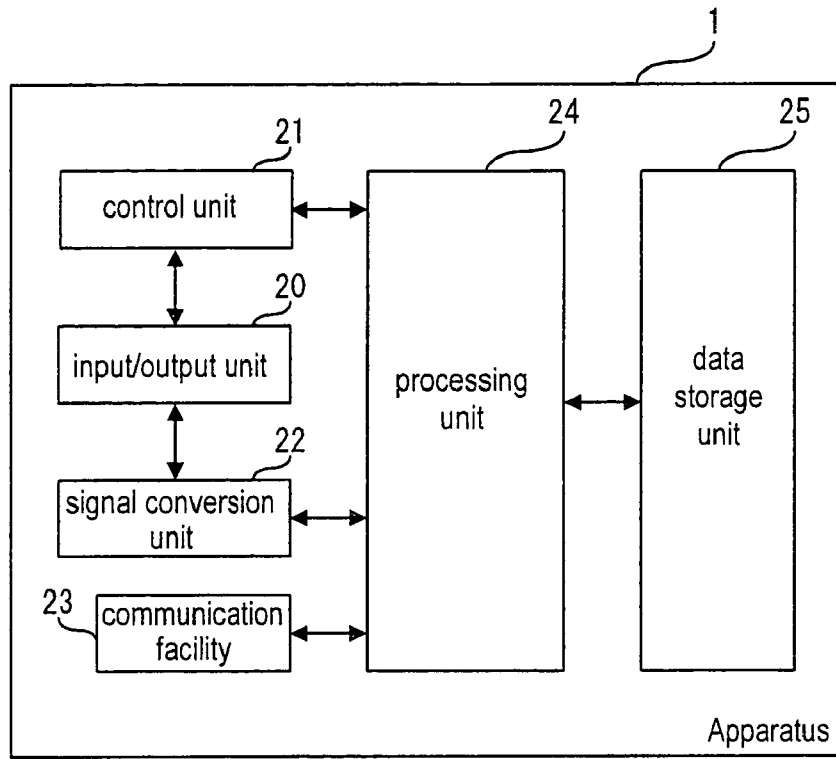 1
21
24
25
control unit
20
input/output unit
processing
unit
data
storage
unit
22
signal conversion
unit
23
communication
facility
Apparatus